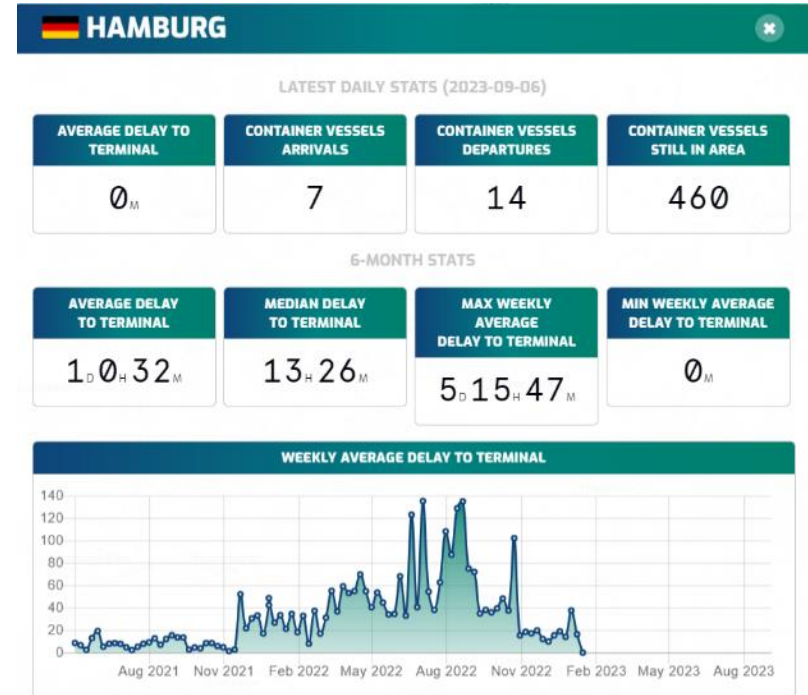 HAMBURG
LATEST DAILY STATS (2023-09-06)
AVERAGE DELAY TO
TERMINAL
0M
CONTAINER VESSELS
ARRIVALS
7
CONTAINER VESSELS
DEPARTURES
14
CONTAINER VESSELS
STILL IN AREA
460
6-MONTH STATS
AVERAGE DELAY
TO TERMINAL
1D 0H 32M
MEDIAN DELAY
TO TERMINAL
13H 26M
MAX WEEKLY
AVERAGE
DELAY TO TERMINAL
5D 15H 47M
MIN WEEKLY AVERAGE
DELAY TO TERMINAL
0M
WEEKLY AVERAGE DELAY TO TERMINAL
140
120
100
80
60
40
20
0
Aug 2021 Nov 2021 Feb 2022 May 2022 Aug 2022 Nov 2022 Feb 2023 May 2023 Aug 2023